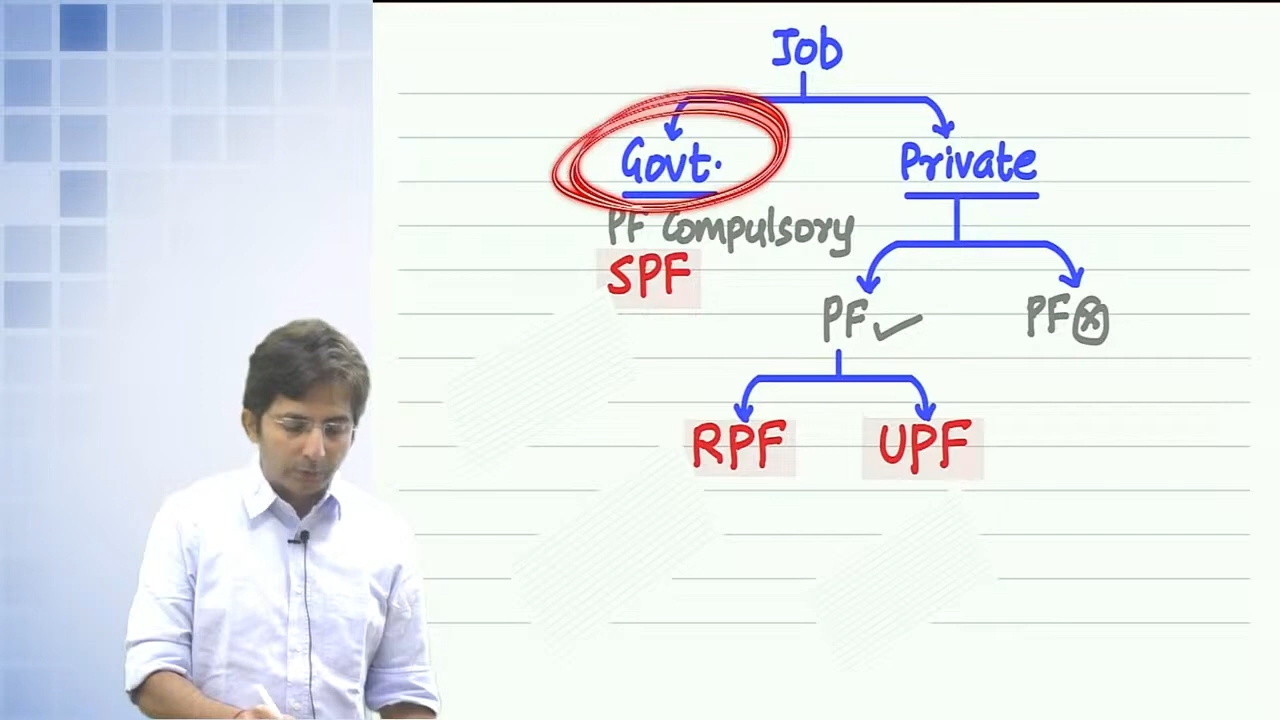 Job
Govt. Private
PF Compulsory
SPF
PF ✓ PF ⊗
RPF UPF